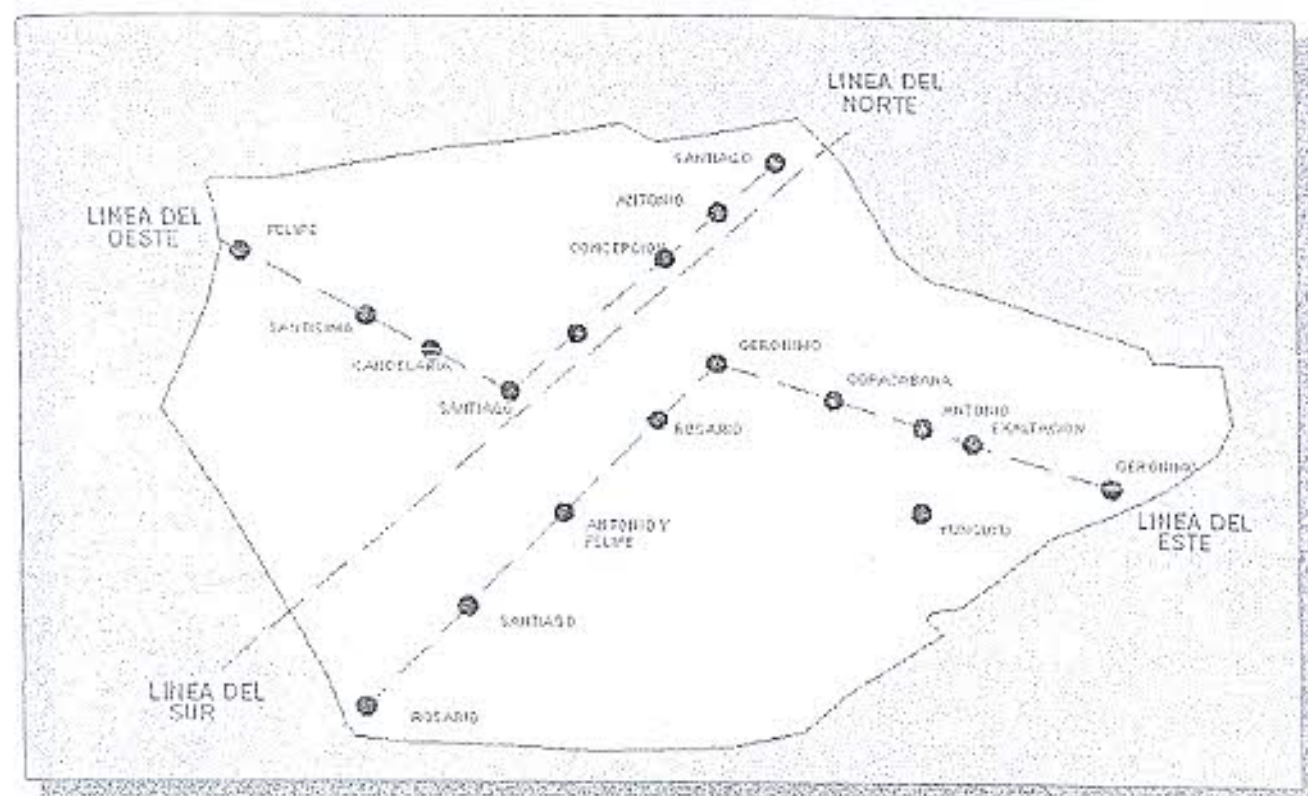 LINEA DEL
NORTE
SANTIAGO
ANTONIO
LINEA DEL
OESTE
FELIPE
CONCEPCION
SANTISIMA
GERONIMO
CANDELARIA
COPACABANA
SANTIAGO
ANTONIO
ROSARIO
EXALTASION
GERONIMO
ANTONIO Y
FELIPE
LINEA DEL
ESTE
SANTIAGO
LINEA DEL
SUR
ROSARIO